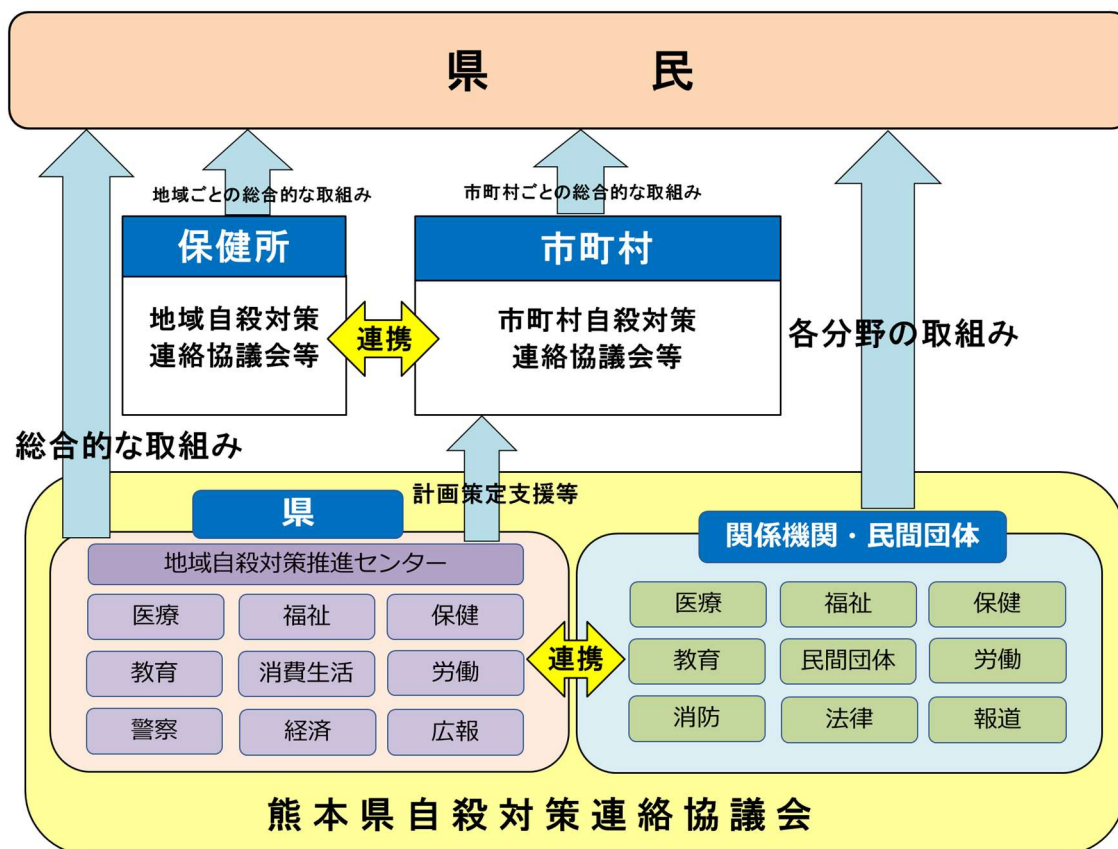 県 民
地域ごとの総合的な取組み
市町村ごとの総合的な取組み
保健所
市町村
地域自殺対策
連絡協議会等
連携
市町村自殺対策
連絡協議会等
各分野の取組み
総合的な取組み
計画策定支援等
県
関係機関・民間団体
地域自殺対策推進センター
医療
福祉
保健
教育
消費生活
労働
警察
経済
広報
連携
医療
福祉
保健
教育
民間団体
労働
消防
法律
報道
熊本県自殺対策連絡協議会